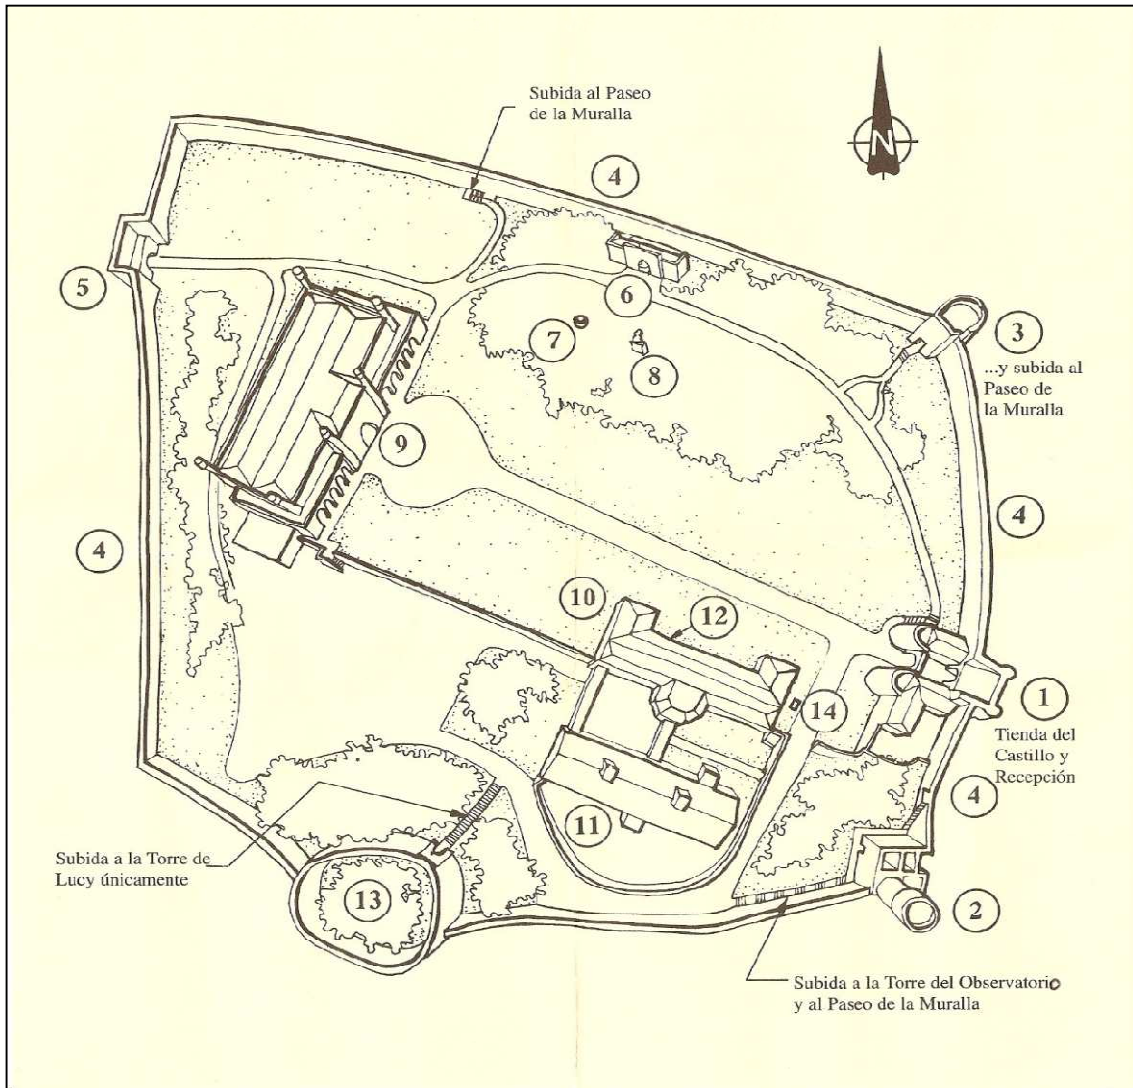 Subida al Paseo
de la Muralla
N
4
5
6
3
...y subida al
Paseo de
la Muralla
7
8
9
4
4
10
12
14
1
Tienda del
Castillo y
Recepción
4
11
Subida a la Torre de
Lucy únicamente
13
2
Subida a la Torre del Observatorio
y al Paseo de la Muralla